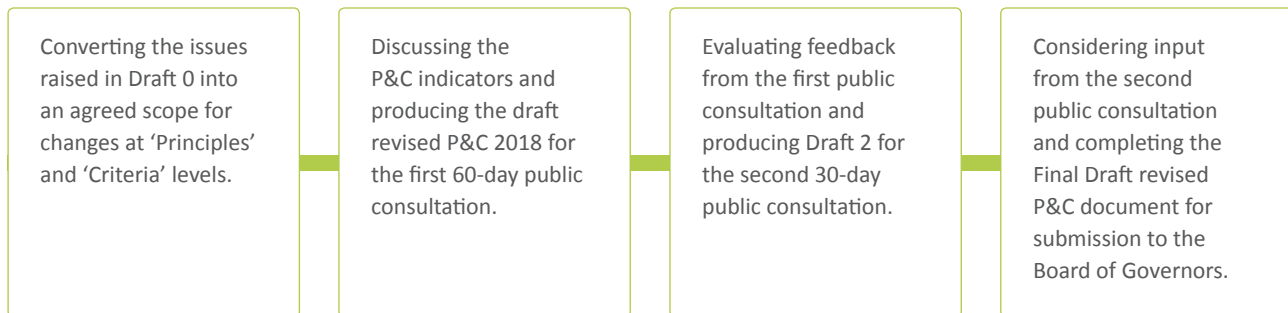 Converting the issues
raised in Draft 0 into
an agreed scope for
changes at ‘Principles’
and ‘Criteria’ levels.
Discussing the
P&C indicators and
producing the draft
revised P&C 2018 for
the first 60-day public
consultation.
Evaluating feedback
from the first public
consultation and
producing Draft 2 for
the second 30-day
public consultation.
Considering input
from the second
public consultation
and completing the
Final Draft revised
P&C document for
submission to the
Board of Governors.